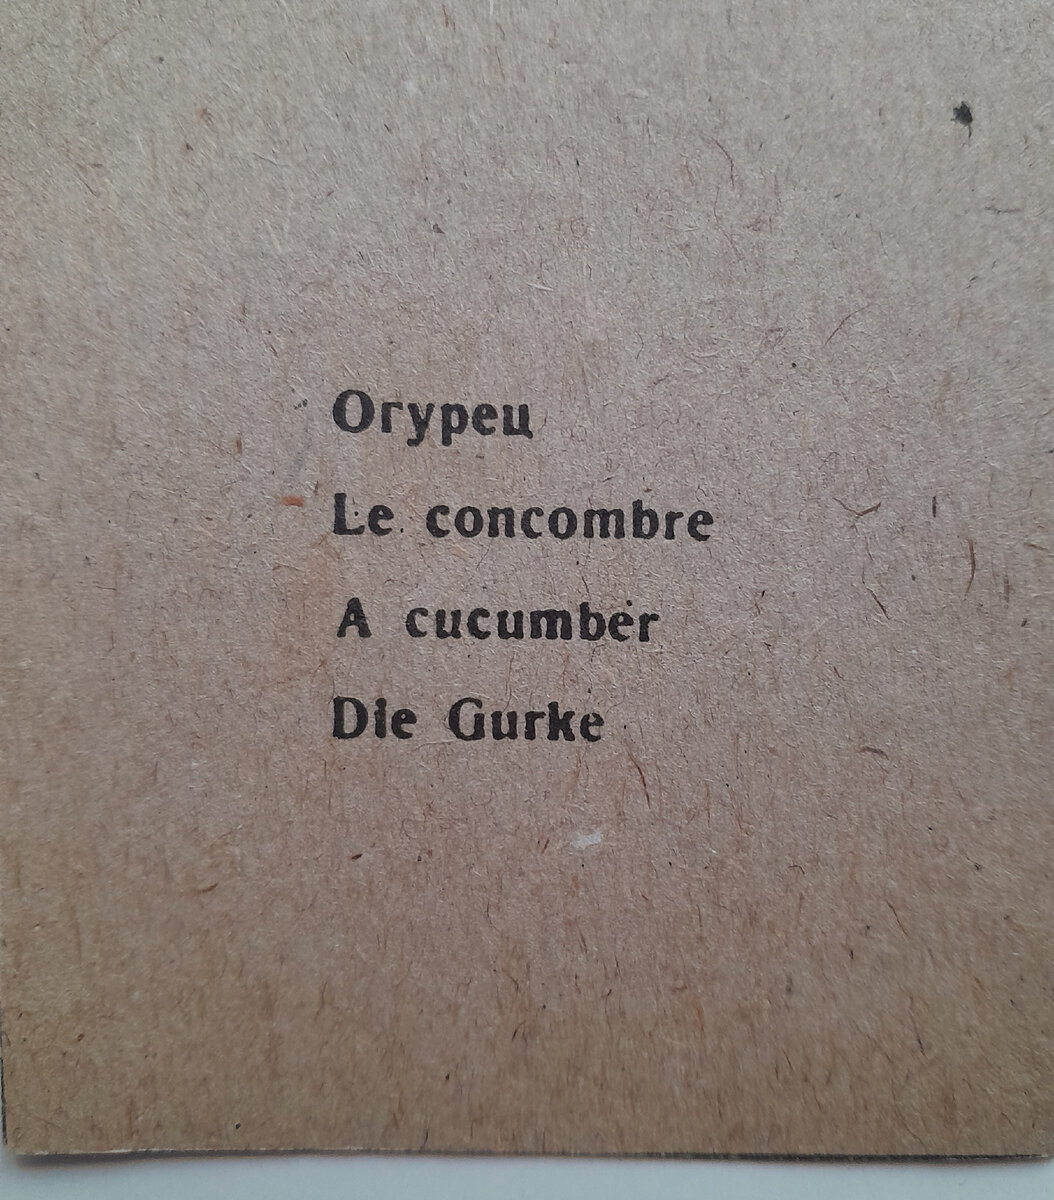 Огурец
Le concombre
A cucumber
Die Gurke